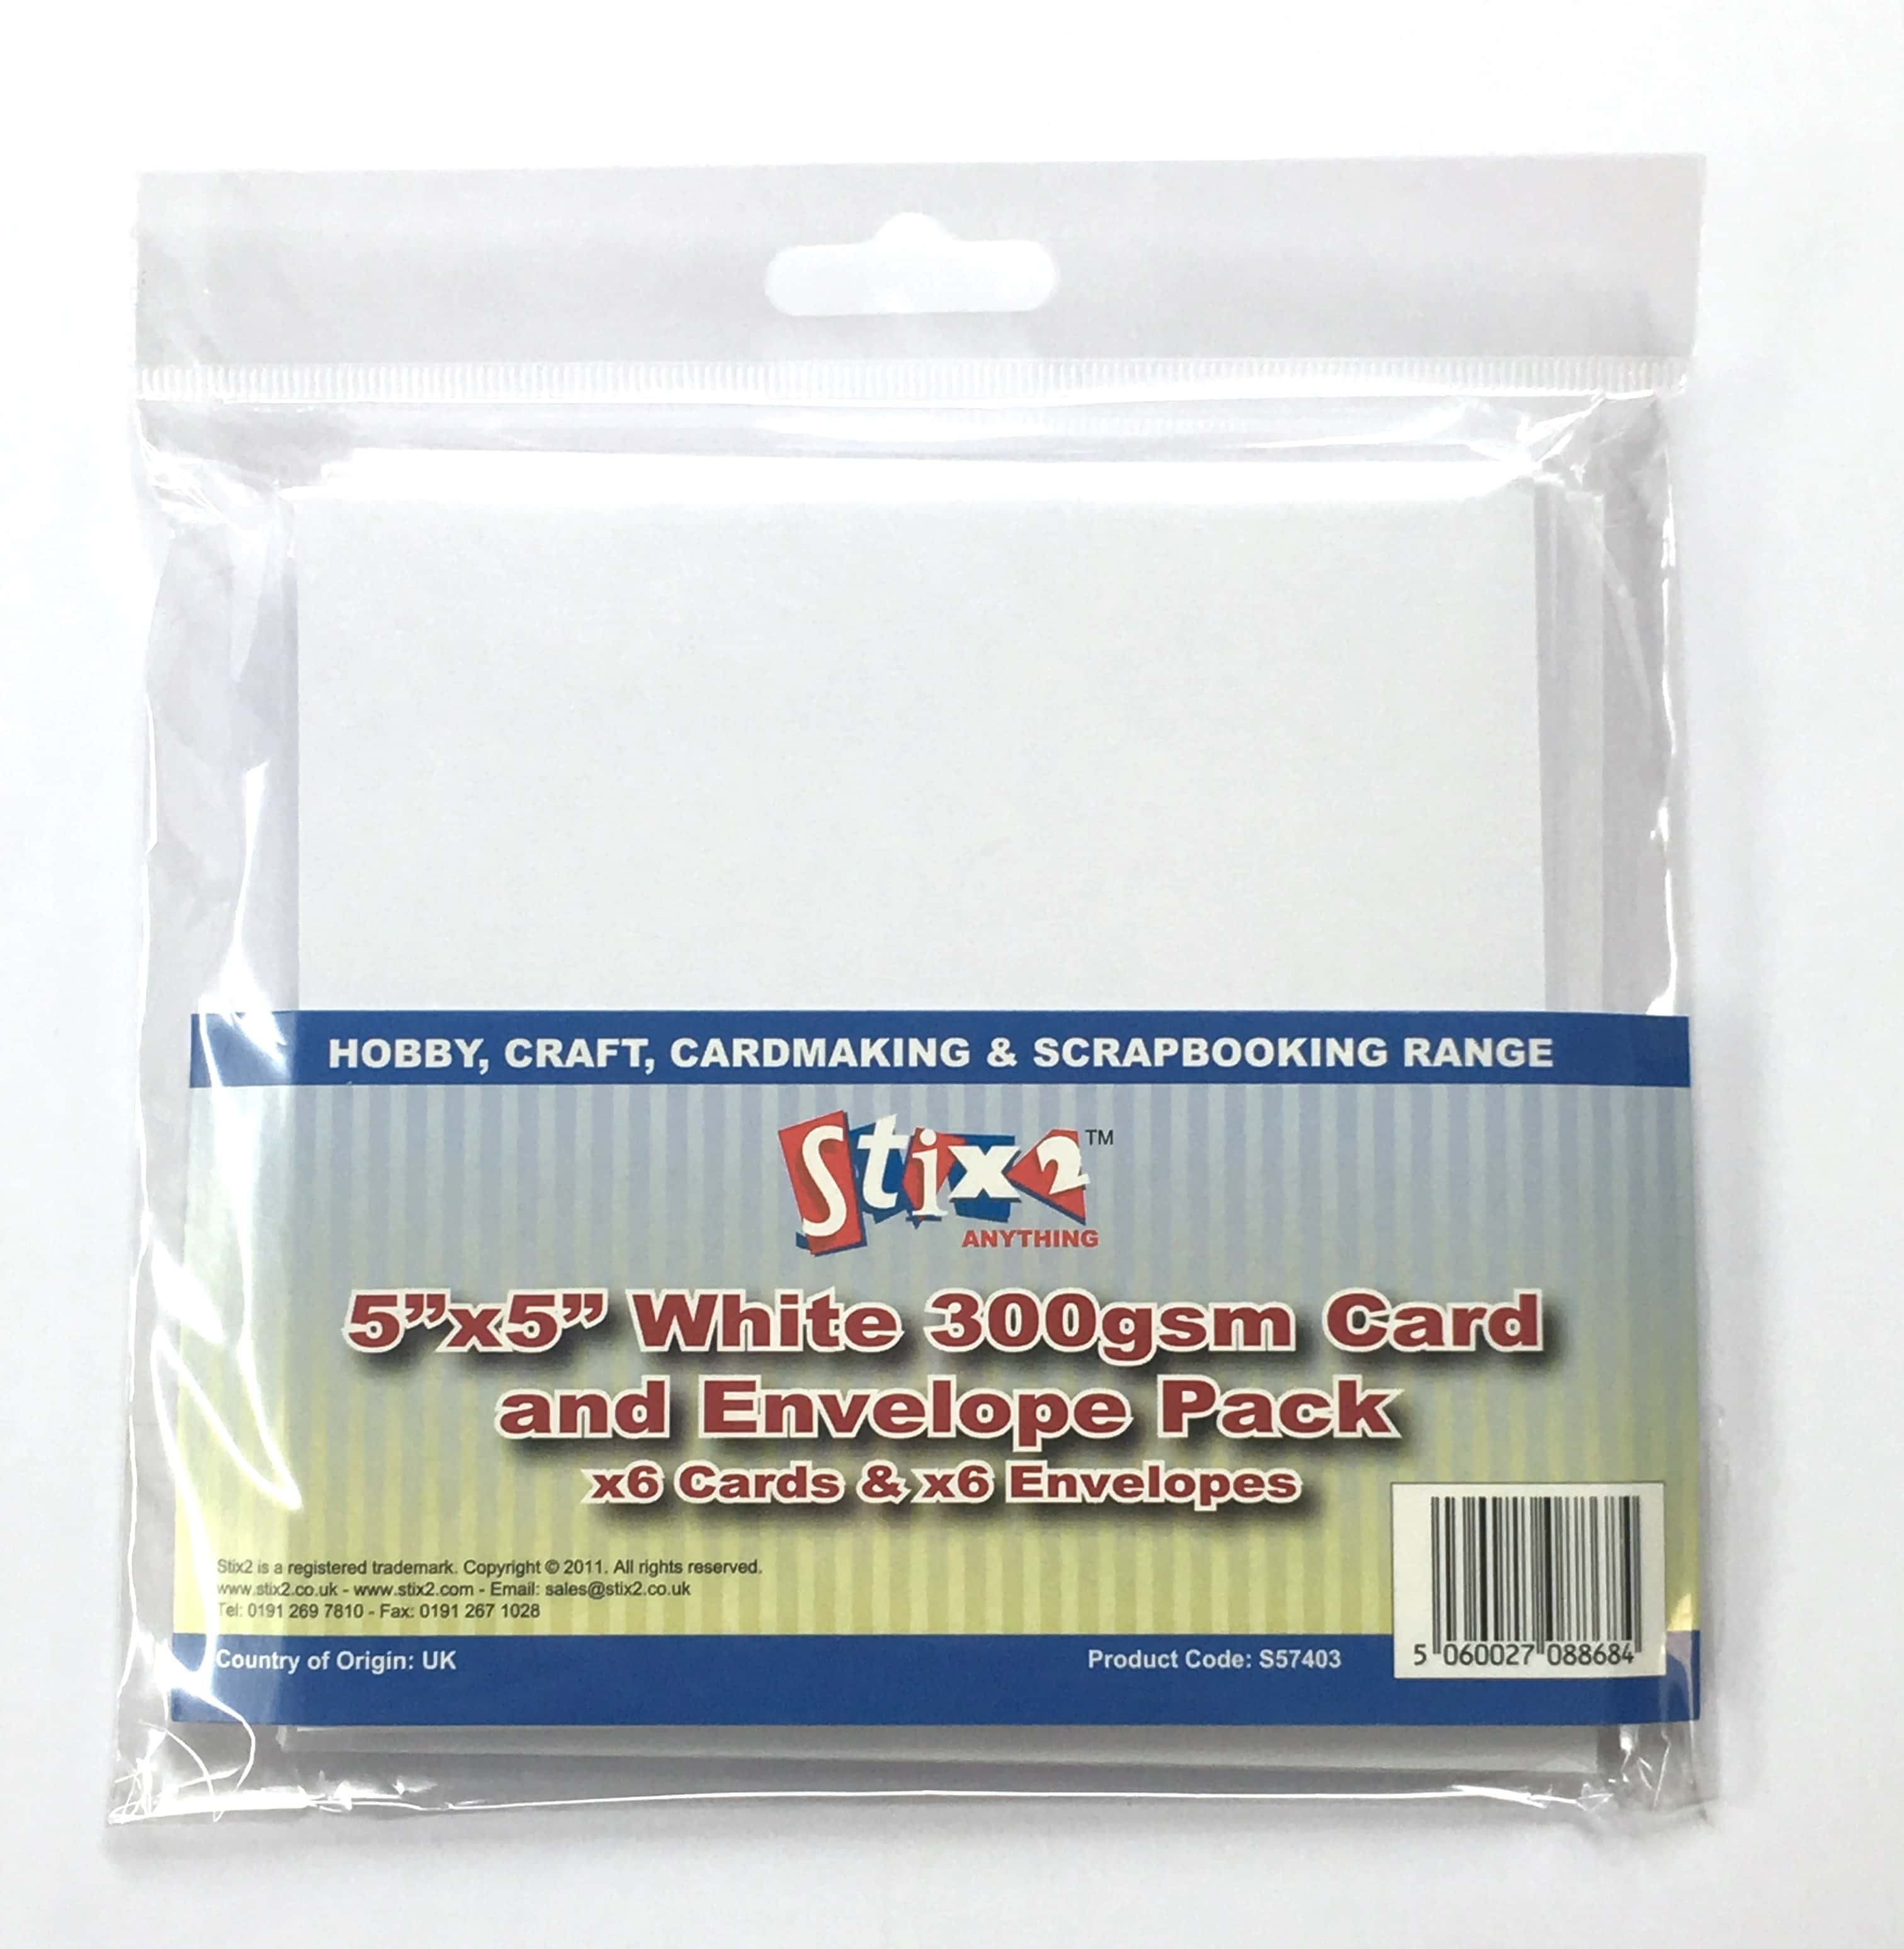 HOBBY, CRAFT, CARDMAKING & SCRAPBOOKING RANGE
Stix2™
ANYTHING
5”x5” White 300gsm Card
and Envelope Pack
x6 Cards & x6 Envelopes
Stix2 is a registered trademark. Copyright © 2011. All rights reserved.
www.stix2.co.uk - www.stix2.com - Email: sales@stix2.co.uk
Tel: 0191 269 7810 - Fax: 0191 267 1028
Country of Origin: UK
Product Code: S57403
5 060027 088684